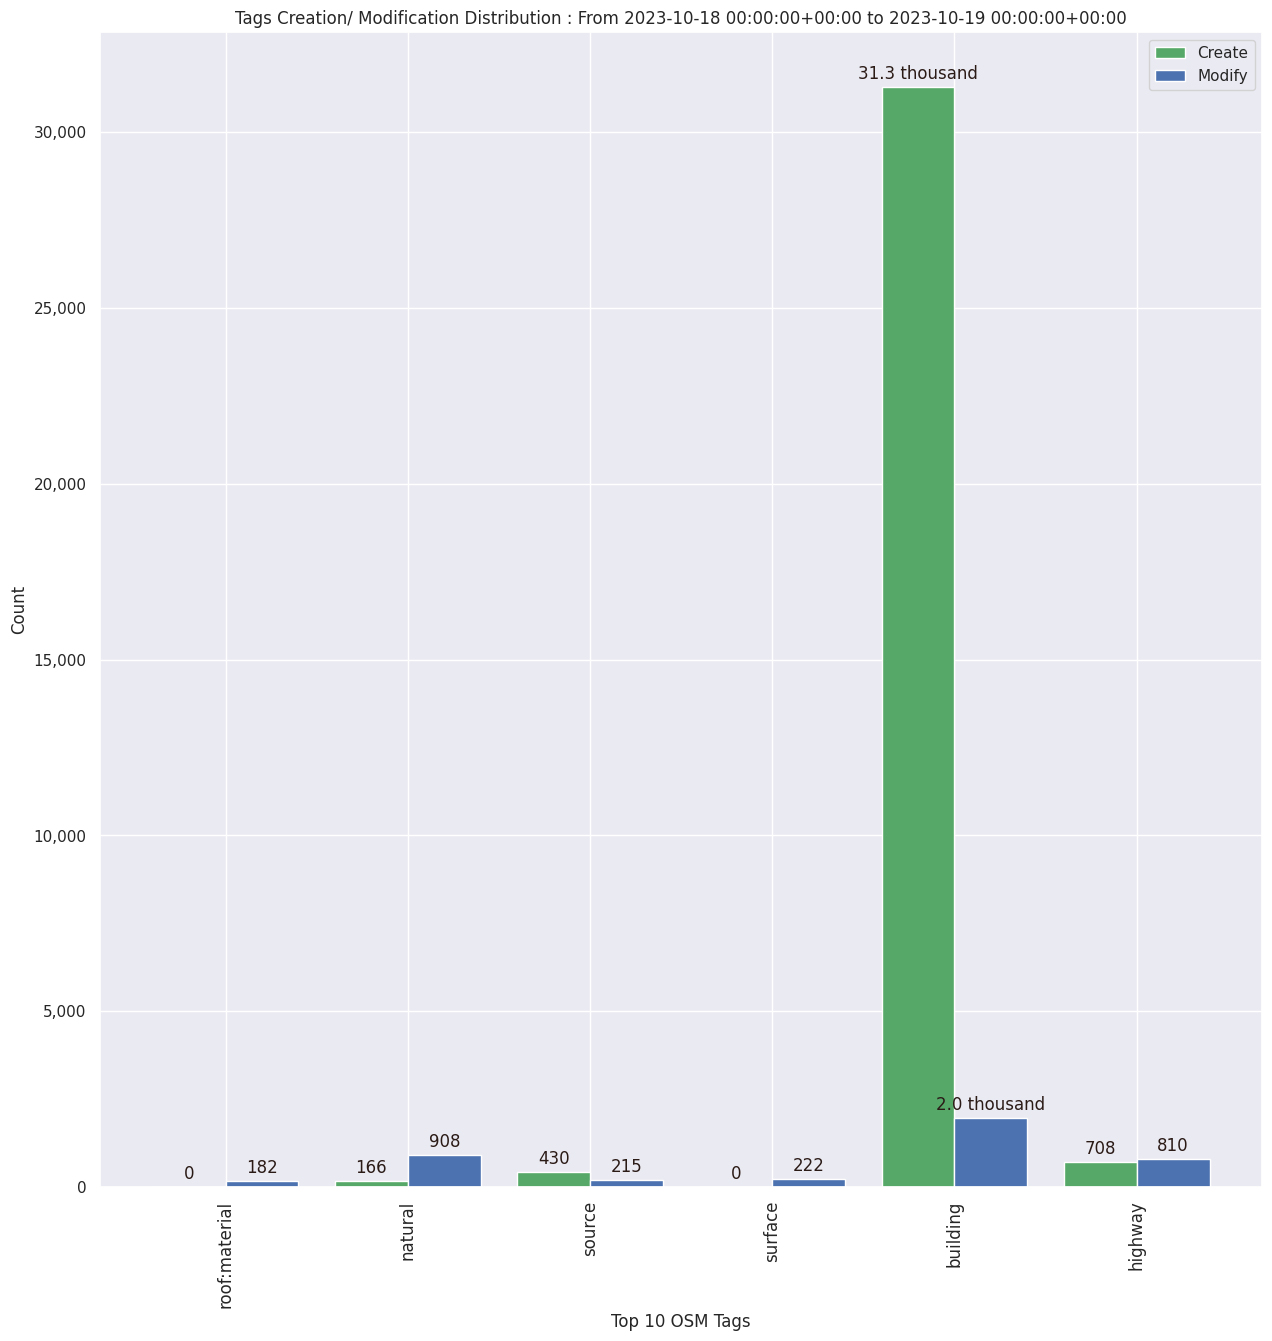 Tags Creation/ Modification Distribution : From 2023-10-18 00:00:00+00:00 to 2023-10-19 00:00:00+00:00
Create
Modify
31.3 thousand
30,000
25,000
20,000
15,000
10,000
5,000
0
Count
0
182
166
908
430
215
0
222
2.0 thousand
708
810
roof:material
natural
source
surface
building
highway
Top 10 OSM Tags